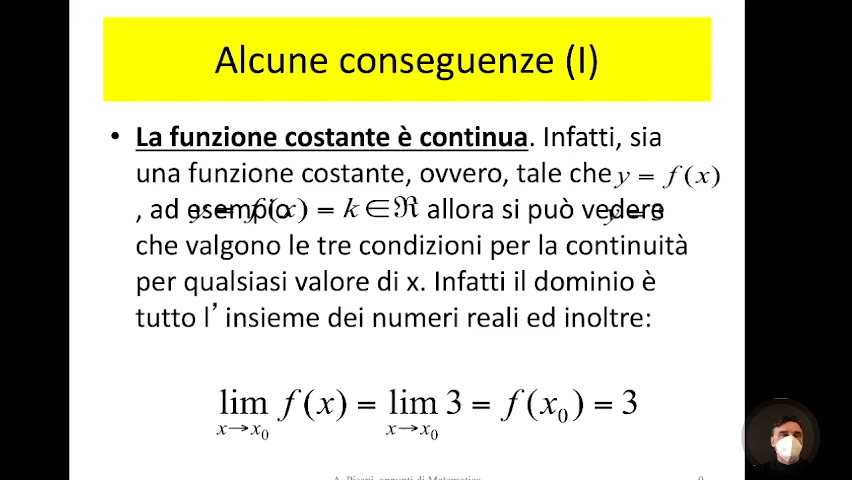 Alcune conseguenze (I)
• La funzione costante è continua. Infatti, sia
una funzione costante, ovvero, tale che y = f(x)
, ad esempio y = f(x) = k ∈ ℜ allora si può vedere y = 3
che valgono le tre condizioni per la continuità
per qualsiasi valore di x. Infatti il dominio è
tutto l’insieme dei numeri reali ed inoltre:
lim f(x) = lim 3 = f(x₀) = 3
x→x₀ x→x₀